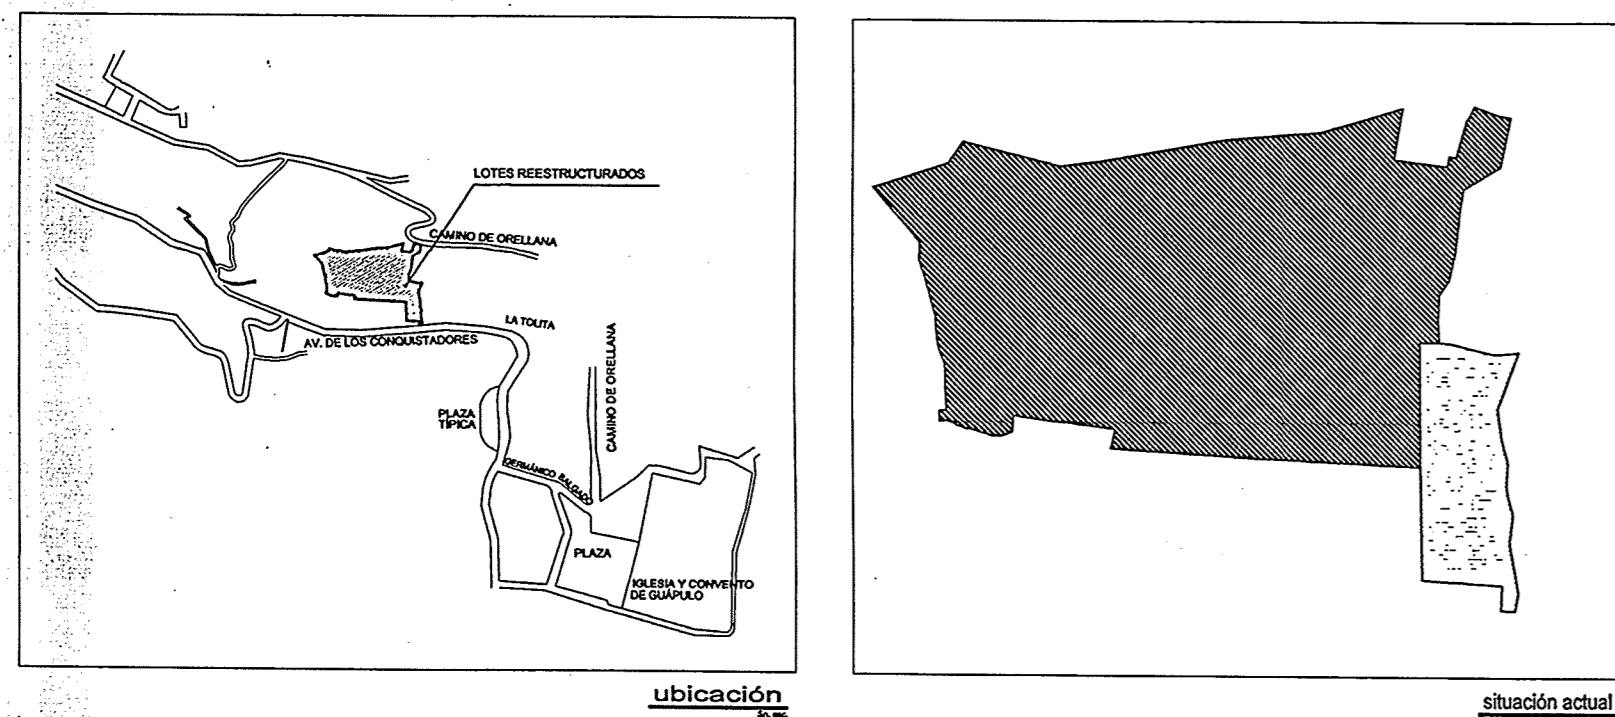 LOTES REESTRUCTURADOS
CAMINO DE ORELLANA
LA TOLITA
AV. DE LOS CONQUISTADORES
CAMINO DE ORELLANA
PLAZA
TÍPICA
GERMÁNICO SALGADO
PLAZA
IGLESIA Y CONVENTO
DE GUÁPULO
ubicación
situación actual